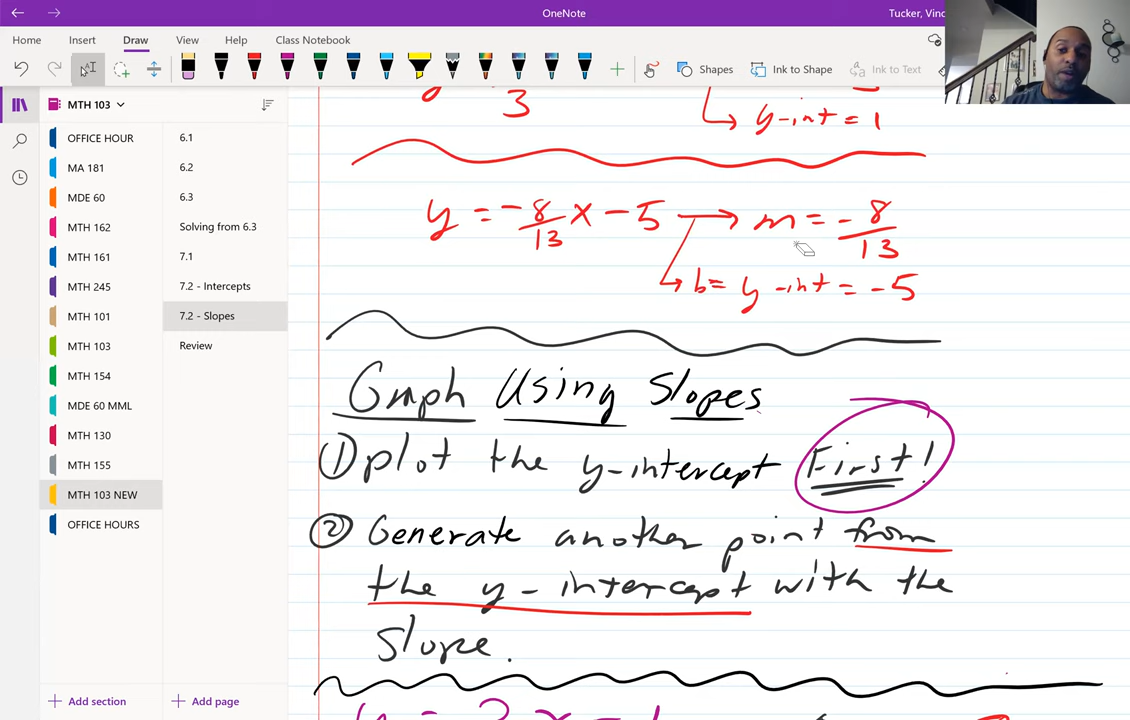 OneNote
Tucker, Vinc
Home Insert Draw View Help Class Notebook
Shapes Ink to Shape Ink to Text
MTH 103
OFFICE HOUR
MA 181
MDE 60
MTH 162
MTH 161
MTH 245
MTH 101
MTH 103
MTH 154
MDE 60 MML
MTH 130
MTH 155
MTH 103 NEW
OFFICE HOURS
Add section
6.1
6.2
6.3
Solving from 6.3
7.1
7.2 - Intercepts
7.2 - Slopes
Review
Add page
3
y-int = 1
y = -8/13 x - 5 → m = -8/13
b = y-int = -5
Graph Using Slopes
① plot the y-intercept First!
② Generate another point from
the y-intercept with the
slope.